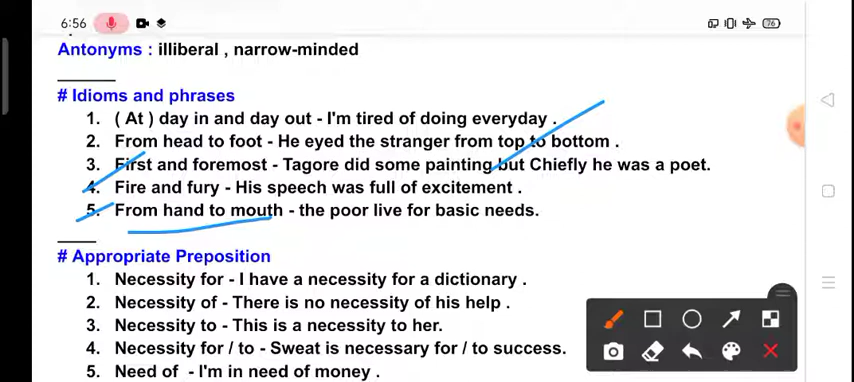 6:56
76
Antonyms : illiberal , narrow-minded
# Idioms and phrases
1. ( At ) day in and day out - I'm tired of doing everyday .
2. From head to foot - He eyed the stranger from top to bottom .
3. First and foremost - Tagore did some painting but Chiefly he was a poet.
4. Fire and fury - His speech was full of excitement .
5. From hand to mouth - the poor live for basic needs.
# Appropriate Preposition
1. Necessity for - I have a necessity for a dictionary .
2. Necessity of - There is no necessity of his help .
3. Necessity to - This is a necessity to her.
4. Necessity for / to - Sweat is necessary for / to success.
5. Need of - I'm in need of money .